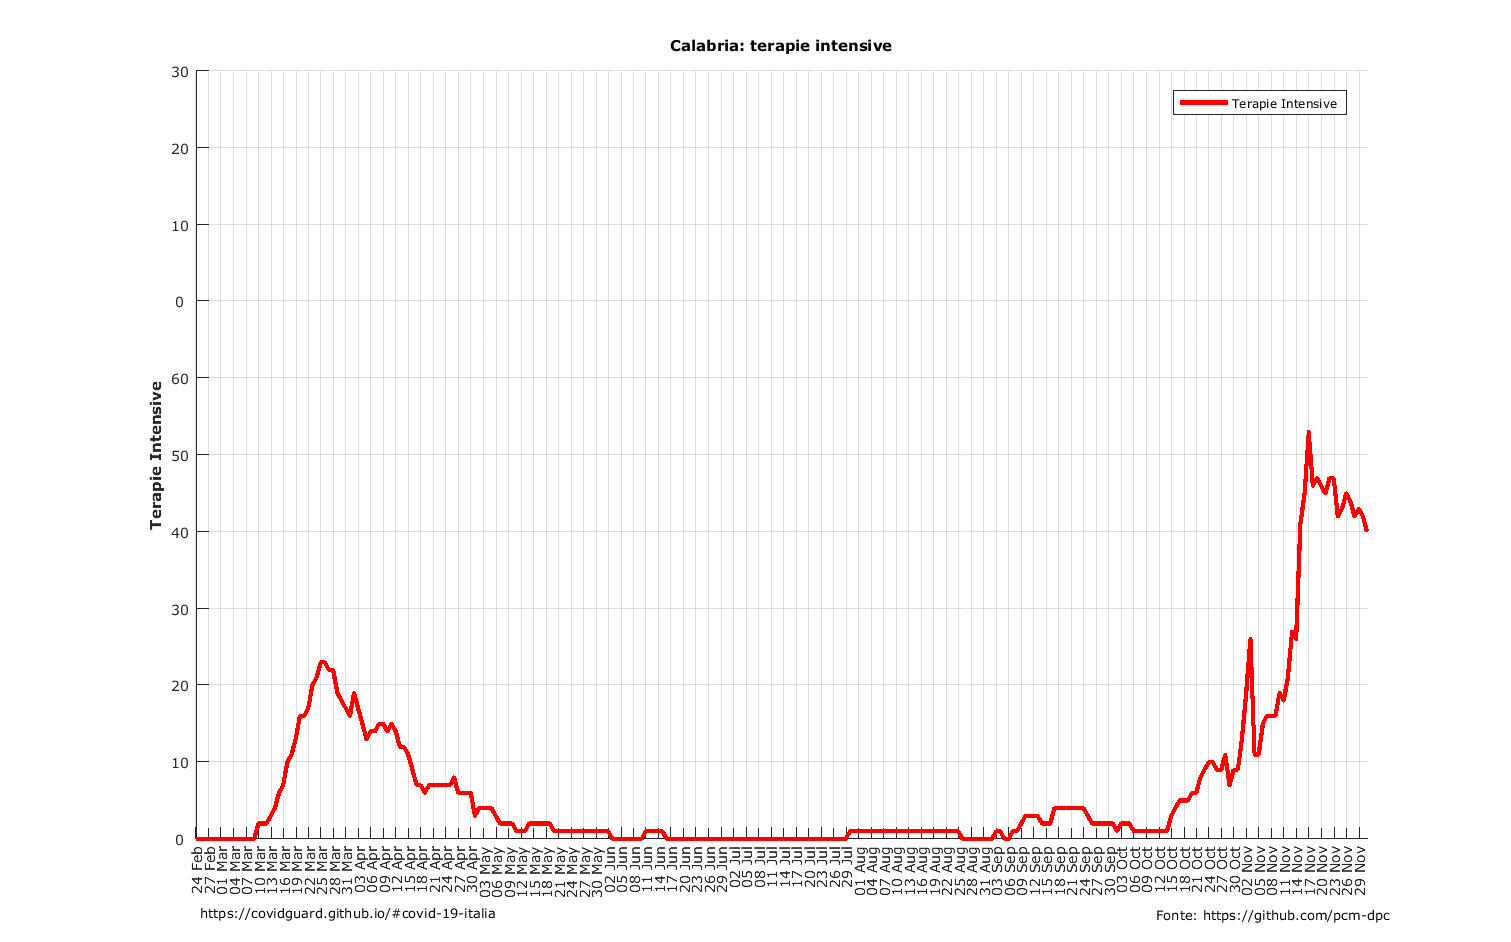 Calabria: terapie intensive
30
Terapie Intensive
20
10
0
60
50
40
30
20
10
0
Terapie Intensive
24 Feb
27 Feb
01 Mar
04 Mar
07 Mar
10 Mar
13 Mar
16 Mar
19 Mar
22 Mar
25 Mar
28 Mar
31 Mar
03 Apr
06 Apr
09 Apr
12 Apr
15 Apr
18 Apr
21 Apr
24 Apr
27 Apr
30 Apr
03 May
06 May
09 May
12 May
15 May
18 May
21 May
24 May
27 May
30 May
02 Jun
05 Jun
08 Jun
11 Jun
14 Jun
17 Jun
20 Jun
23 Jun
26 Jun
29 Jun
02 Jul
05 Jul
08 Jul
11 Jul
14 Jul
17 Jul
20 Jul
23 Jul
26 Jul
29 Jul
01 Aug
04 Aug
07 Aug
10 Aug
13 Aug
16 Aug
19 Aug
22 Aug
25 Aug
28 Aug
31 Aug
03 Sep
06 Sep
09 Sep
12 Sep
15 Sep
18 Sep
21 Sep
24 Sep
27 Sep
30 Sep
03 Oct
06 Oct
09 Oct
12 Oct
15 Oct
18 Oct
21 Oct
24 Oct
27 Oct
30 Oct
02 Nov
05 Nov
08 Nov
11 Nov
14 Nov
17 Nov
20 Nov
23 Nov
26 Nov
29 Nov
https://covidguard.github.io/#covid-19-italia
Fonte: https://github.com/pcm-dpc